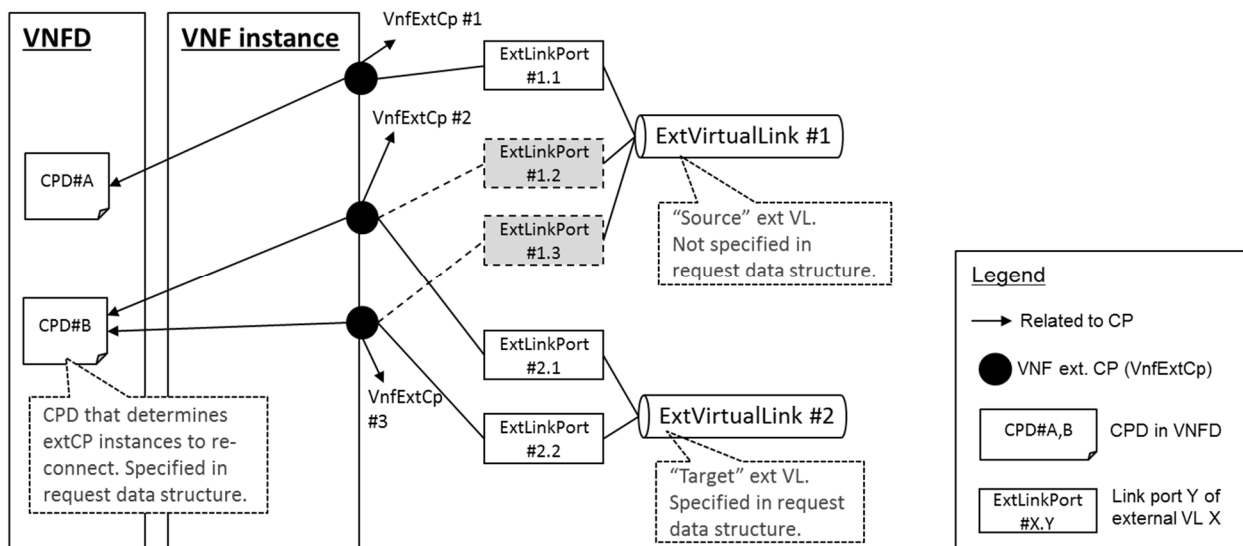 VNFD
VNF instance
VnfExtCp #1
ExtLinkPort
#1.1
VnfExtCp #2
ExtVirtualLink #1
ExtLinkPort
#1.2
CPD#A
“Source” ext VL.
Not specified in
request data structure.
ExtLinkPort
#1.3
CPD#B
ExtLinkPort
#2.1
VnfExtCp
#3
CPD that determines
extCP instances to re-
connect. Specified in
request data structure.
ExtVirtualLink #2
ExtLinkPort
#2.2
“Target” ext VL.
Specified in request
data structure.
Legend
Related to CP
VNF ext. CP (VnfExtCp)
CPD#A,B
CPD in VNFD
ExtLinkPort
#X.Y
Link port Y of
external VL X